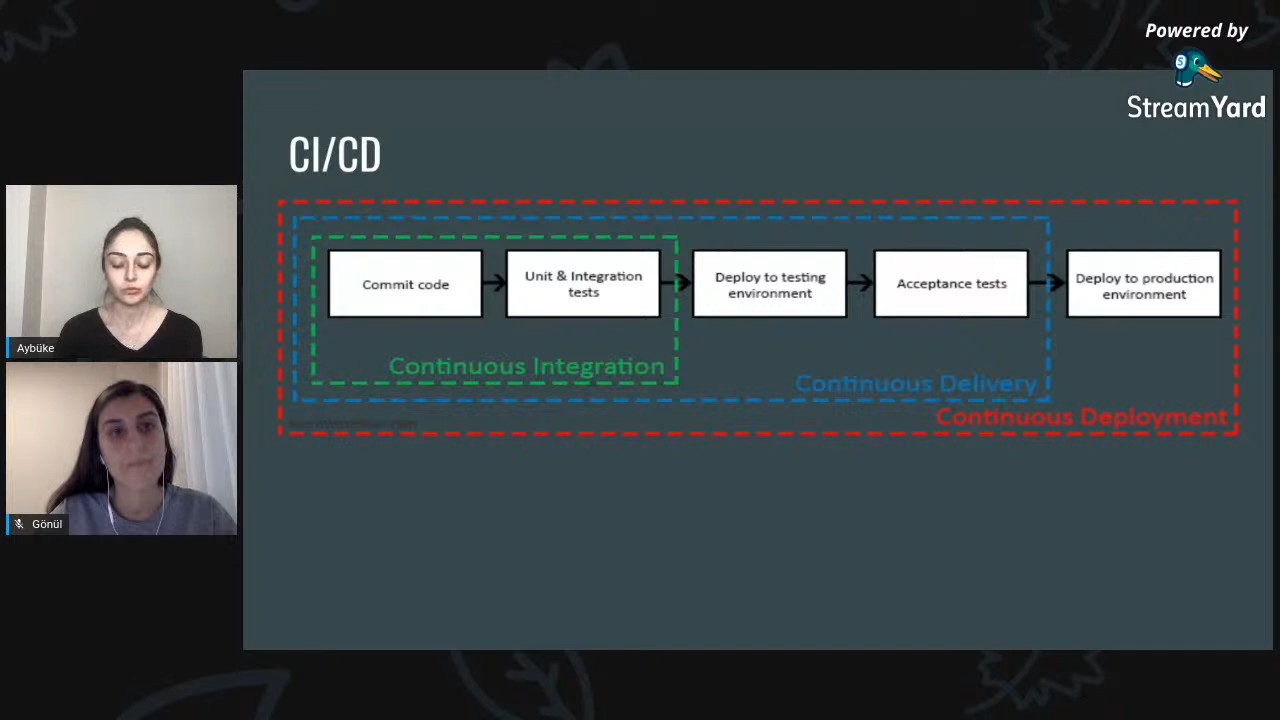 Powered by
StreamYard
CI/CD
Commit code
Unit & Integration
tests
Deploy to testing
environment
Acceptance tests
Deploy to production
environment
Continuous Integration
Continuous Delivery
Continuous Deployment
Aybüke
Gönül